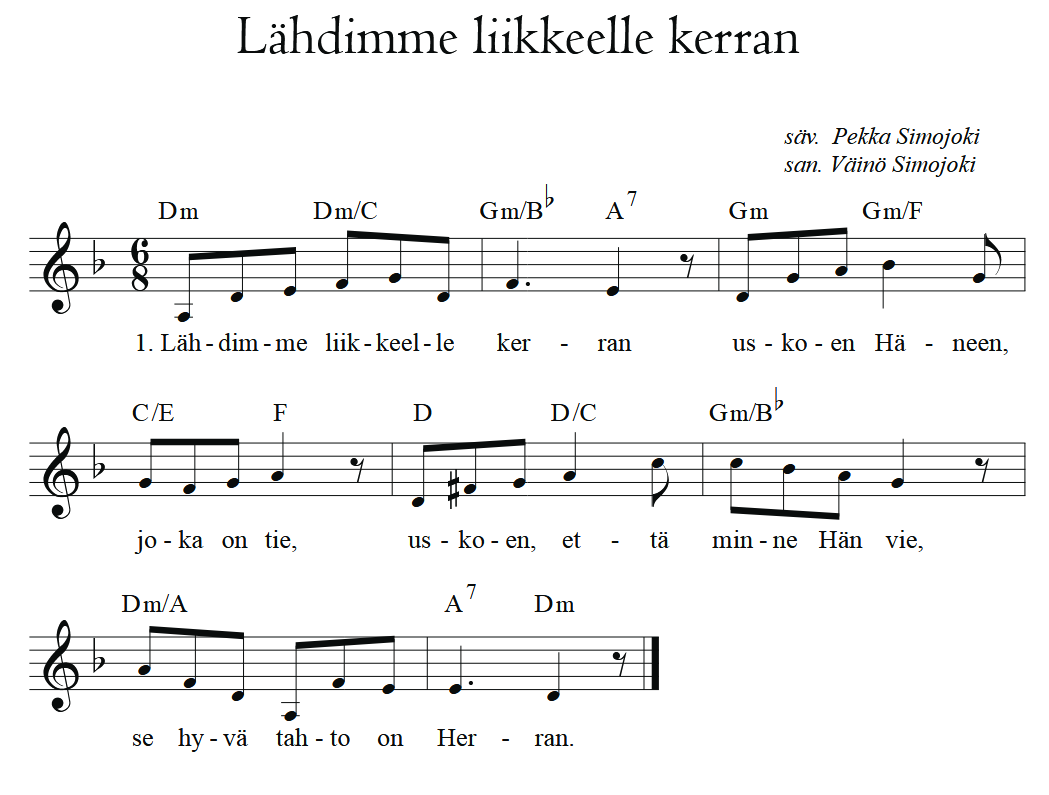 Lähdimme liikkeelle kerran
säv. Pekka Simojoki
san. Väinö Simojoki
Dm Dm/C Gm/B♭ A7 Gm Gm/F
6
8
1. Läh - dim - me liik - keel - le ker - ran us - ko - en Hä - neen,
C/E F D D/C Gm/B♭
jo - ka on tie, us - ko - en, et - tä min - ne Hän vie,
Dm/A A7 Dm
se hy - vä tah - to on Her - ran.